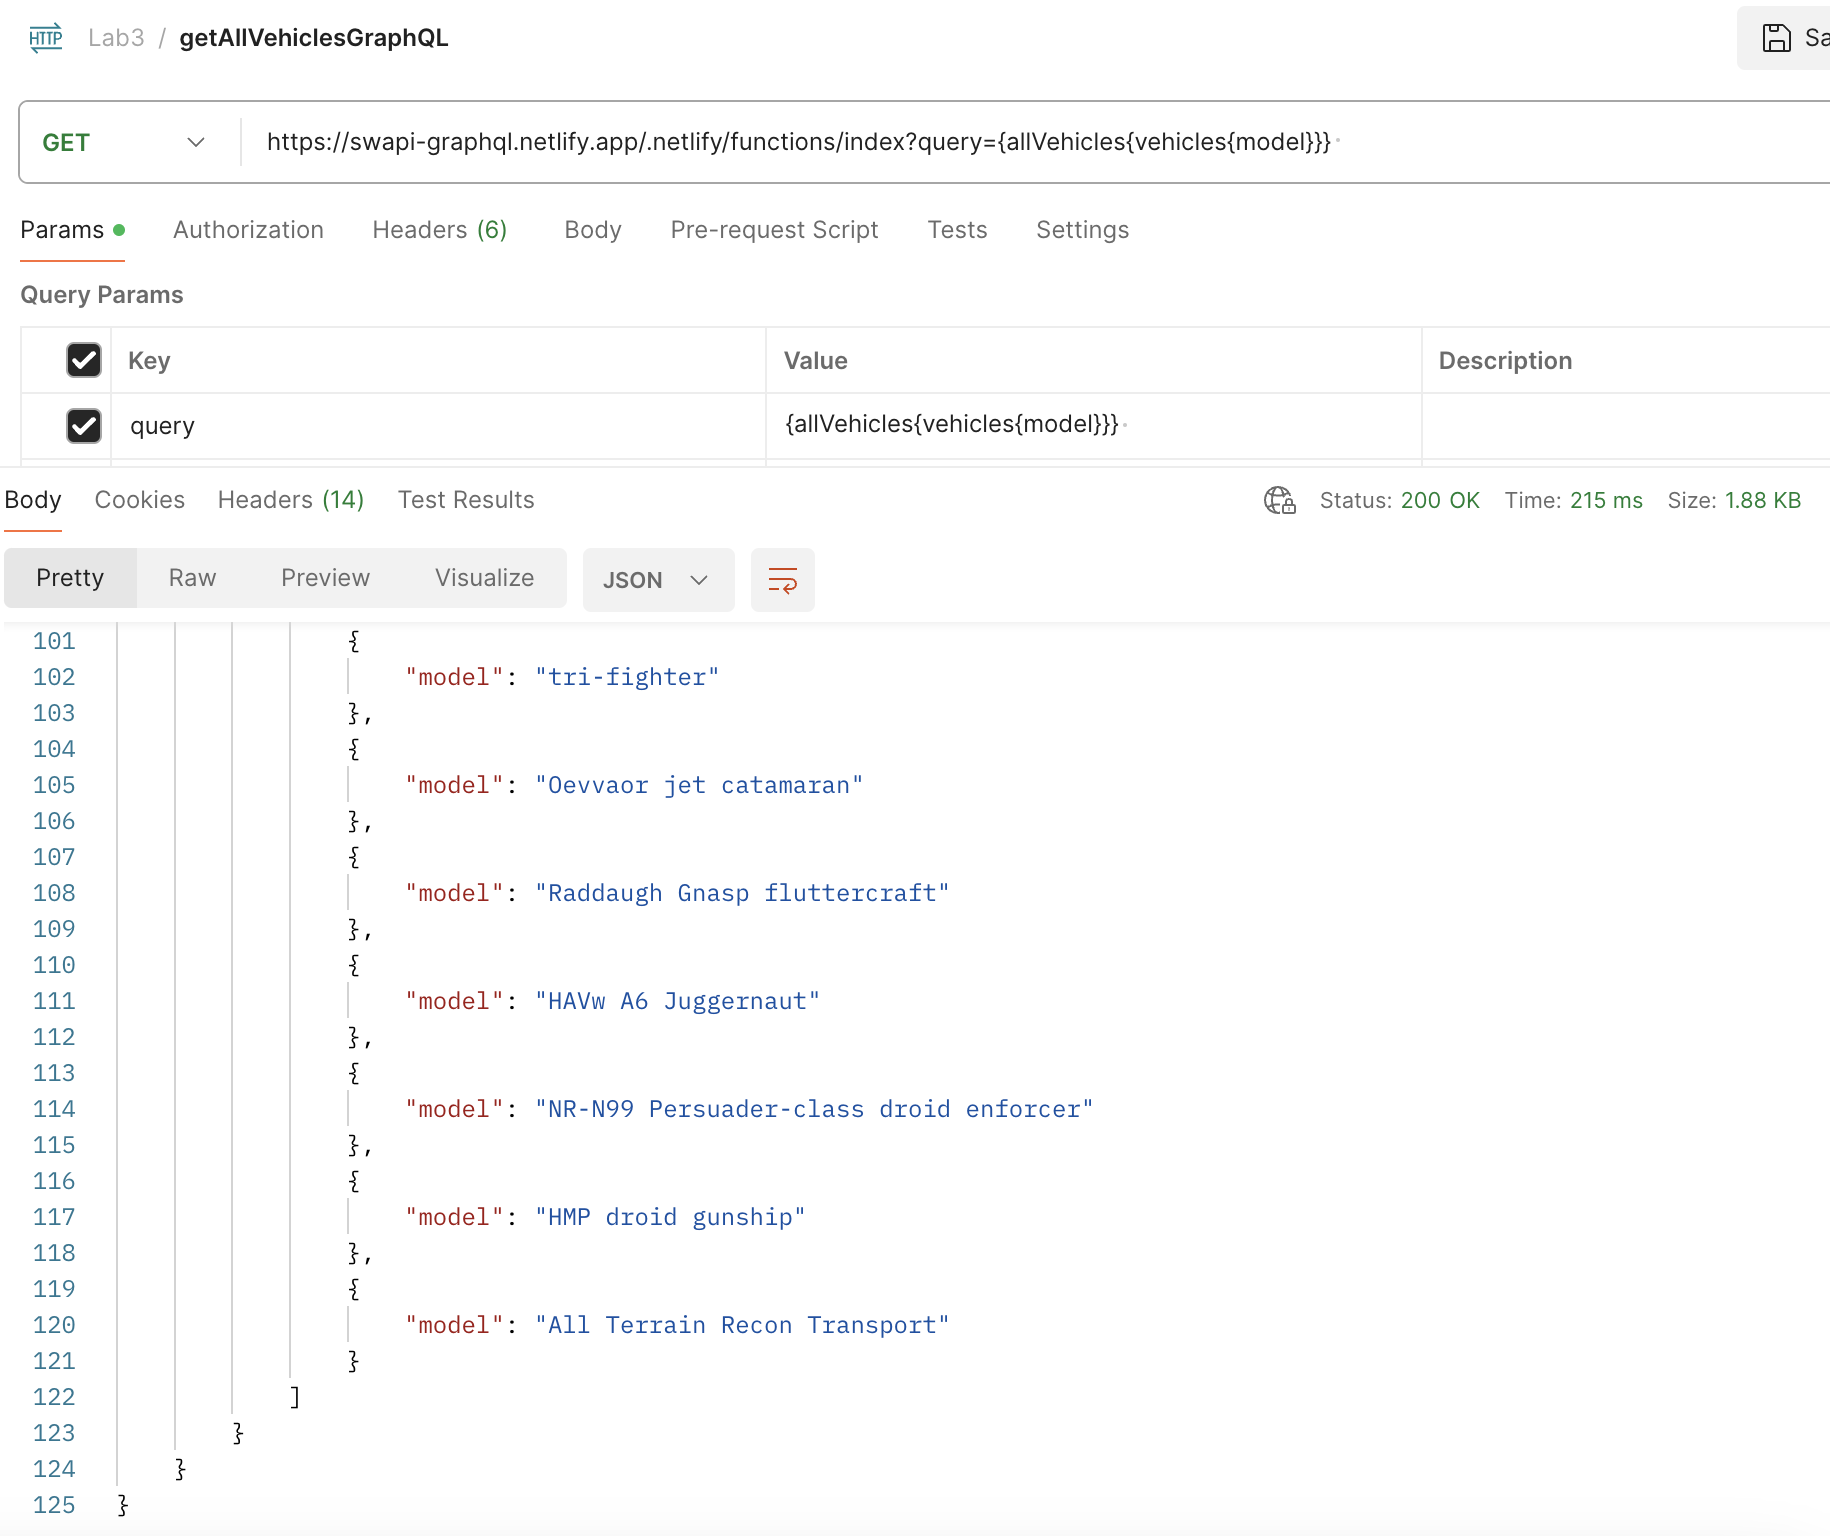 HTTP Lab3 / getAllVehiclesGraphQL
GET https://swapi-graphql.netlify.app/.netlify/functions/index?query={allVehicles{vehicles{model}}}
Params Authorization Headers (6) Body Pre-request Script Tests Settings
Query Params
Key Value Description
query {allVehicles{vehicles{model}}}
Body Cookies Headers (14) Test Results Status: 200 OK Time: 215 ms Size: 1.88 KB
Pretty Raw Preview Visualize JSON
101 {
102 "model": "tri-fighter"
103 },
104 {
105 "model": "Oevvaor jet catamaran"
106 },
107 {
108 "model": "Raddaugh Gnasp fluttercraft"
109 },
110 {
111 "model": "HAVw A6 Juggernaut"
112 },
113 {
114 "model": "NR-N99 Persuader-class droid enforcer"
115 },
116 {
117 "model": "HMP droid gunship"
118 },
119 {
120 "model": "All Terrain Recon Transport"
121 }
122 ]
123 }
124 }
125 }